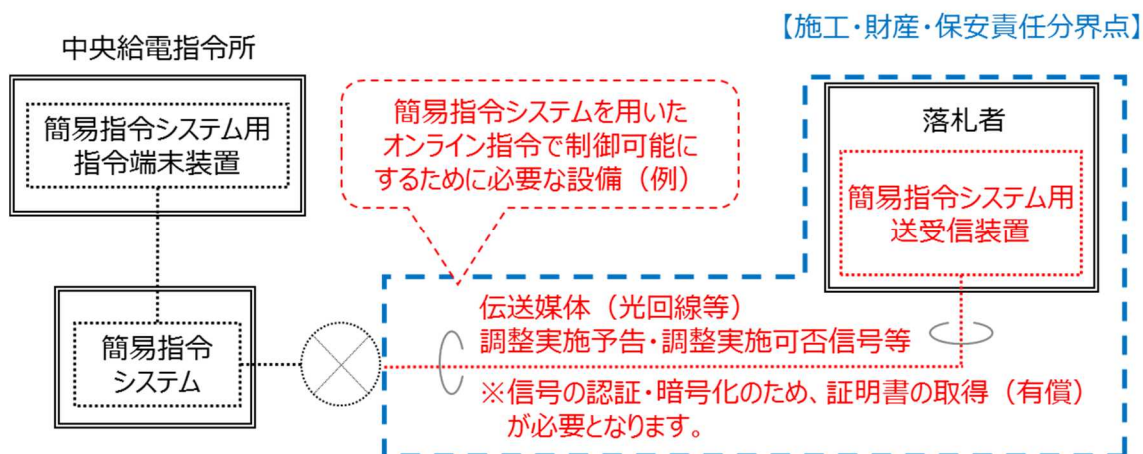 【施工・財産・保安責任分界点】
中央給電指令所
簡易指令システム用
指令端末装置
簡易指令システムを用いた
オンライン指令で制御可能に
するために必要な設備（例）
落札者
簡易指令システム用
送受信装置
簡易指令
システム
伝送媒体（光回線等）
調整実施予告・調整実施可否信号等
※信号の認証・暗号化のため、証明書の取得（有償）
が必要となります。